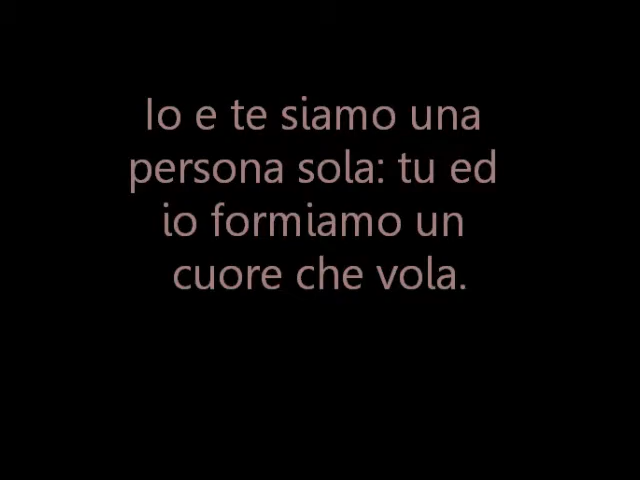 Io e te siamo una
persona sola: tu ed
io formiamo un
cuore che vola.